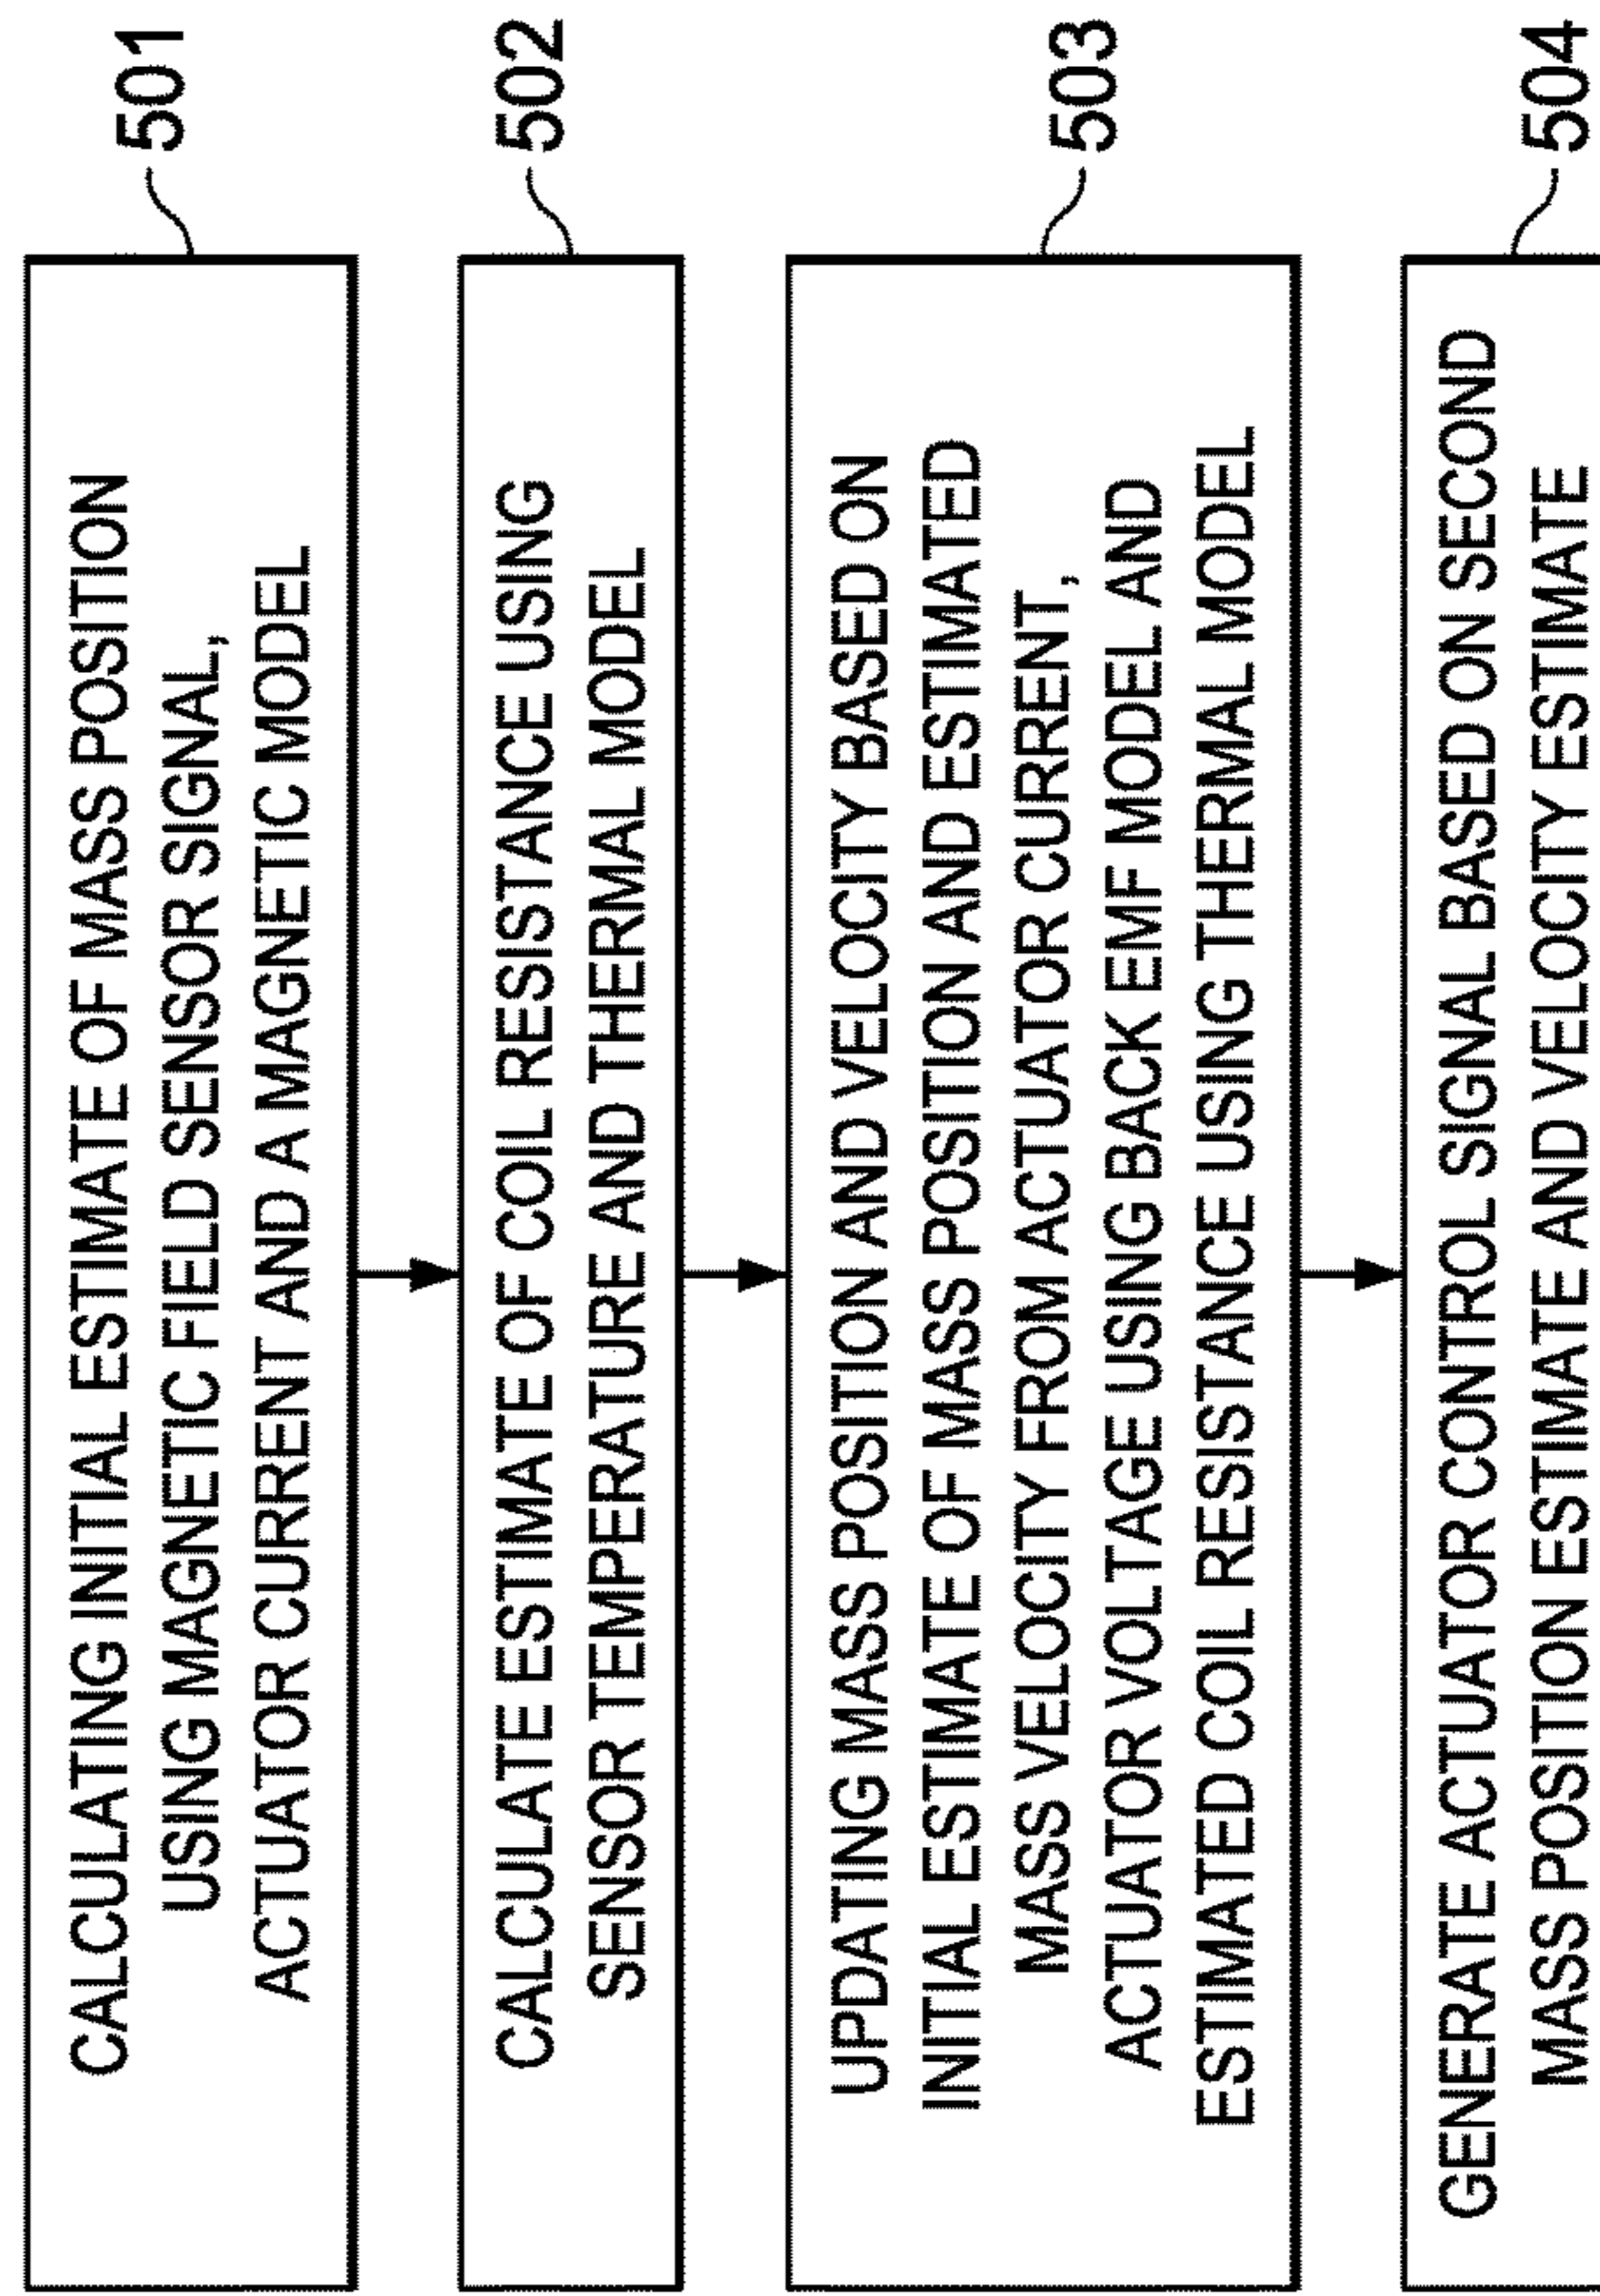 CALCULATING INITIAL ESTIMATE OF MASS POSITION
USING MAGNETIC FIELD SENSOR SIGNAL,
ACTUATOR CURRENT AND A MAGNETIC MODEL
501
CALCULATE ESTIMATE OF COIL RESISTANCE USING
SENSOR TEMPERATURE AND THERMAL MODEL
502
UPDATING MASS POSITION AND VELOCITY BASED ON
INITIAL ESTIMATE OF MASS POSITION AND ESTIMATED
MASS VELOCITY FROM ACTUATOR CURRENT,
ACTUATOR VOLTAGE USING BACK EMF MODEL AND
ESTIMATED COIL RESISTANCE USING THERMAL MODEL
503
GENERATE ACTUATOR CONTROL SIGNAL BASED ON SECOND
MASS POSITION ESTIMATE AND VELOCITY ESTIMATE
504